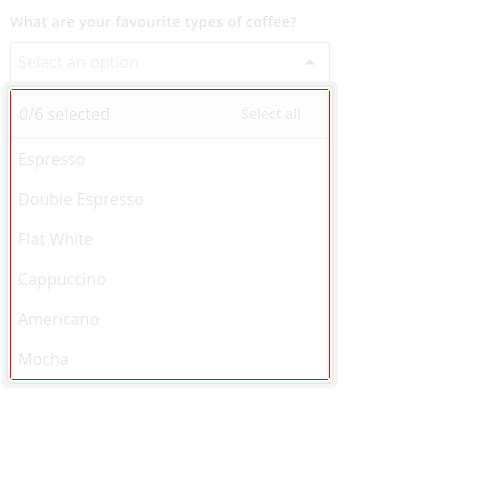 What are your favourite types of coffee?
Select an option
0/6 selected Select all
Espresso
Double Espresso
Flat White
Cappuccino
Americano
Mocha